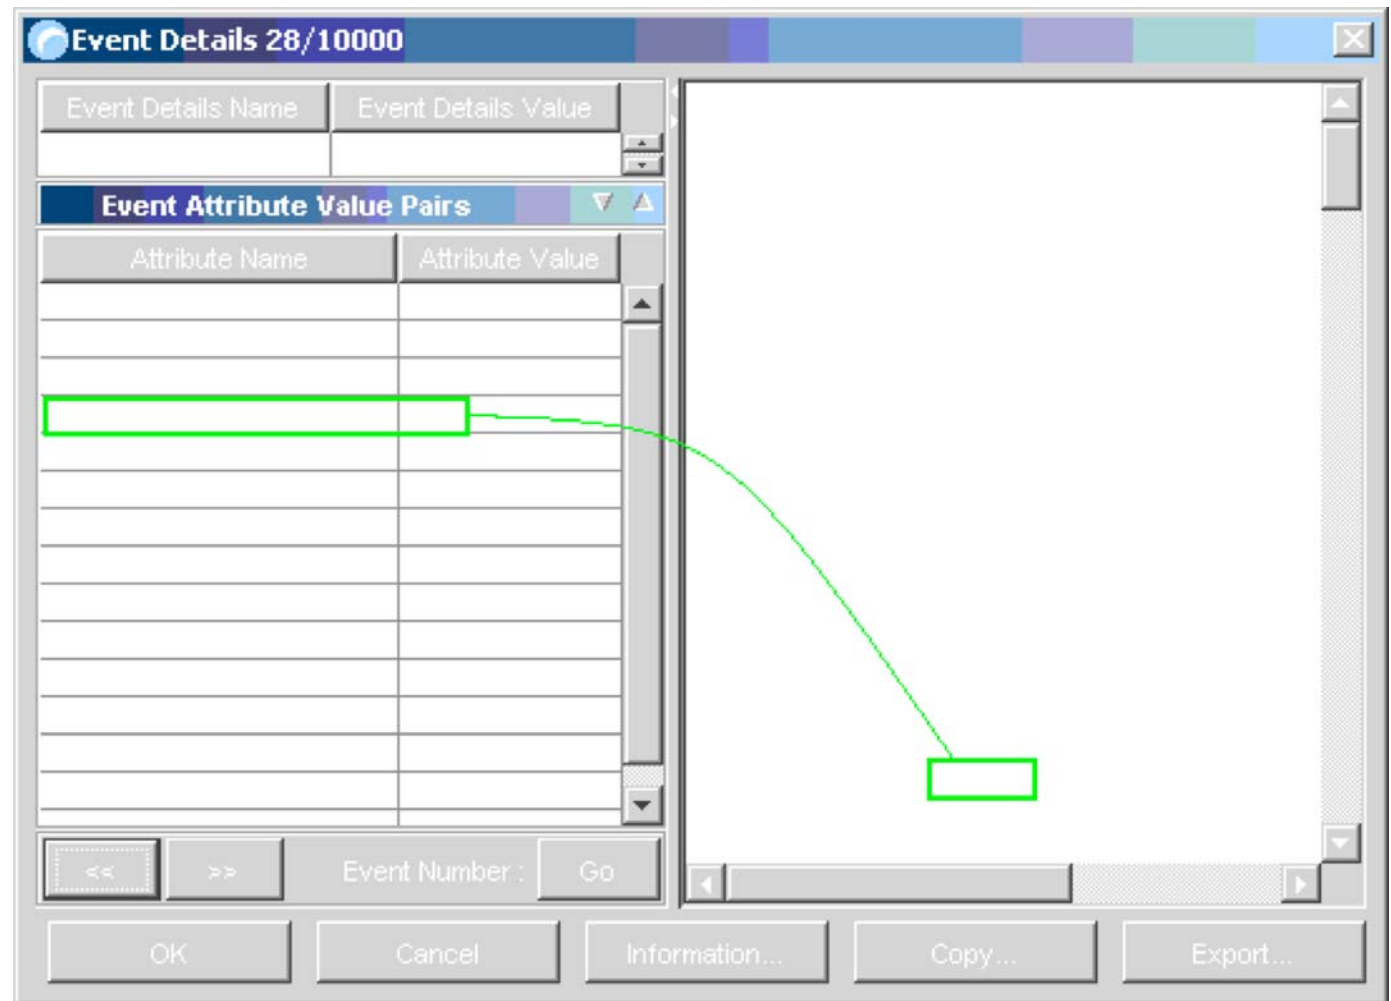 Event Details 28/10000
Event Details Name Event Details Value
Event Attribute Value Pairs
Attribute Name Attribute Value
<< >> Event Number : Go
OK Cancel Information... Copy... Export...